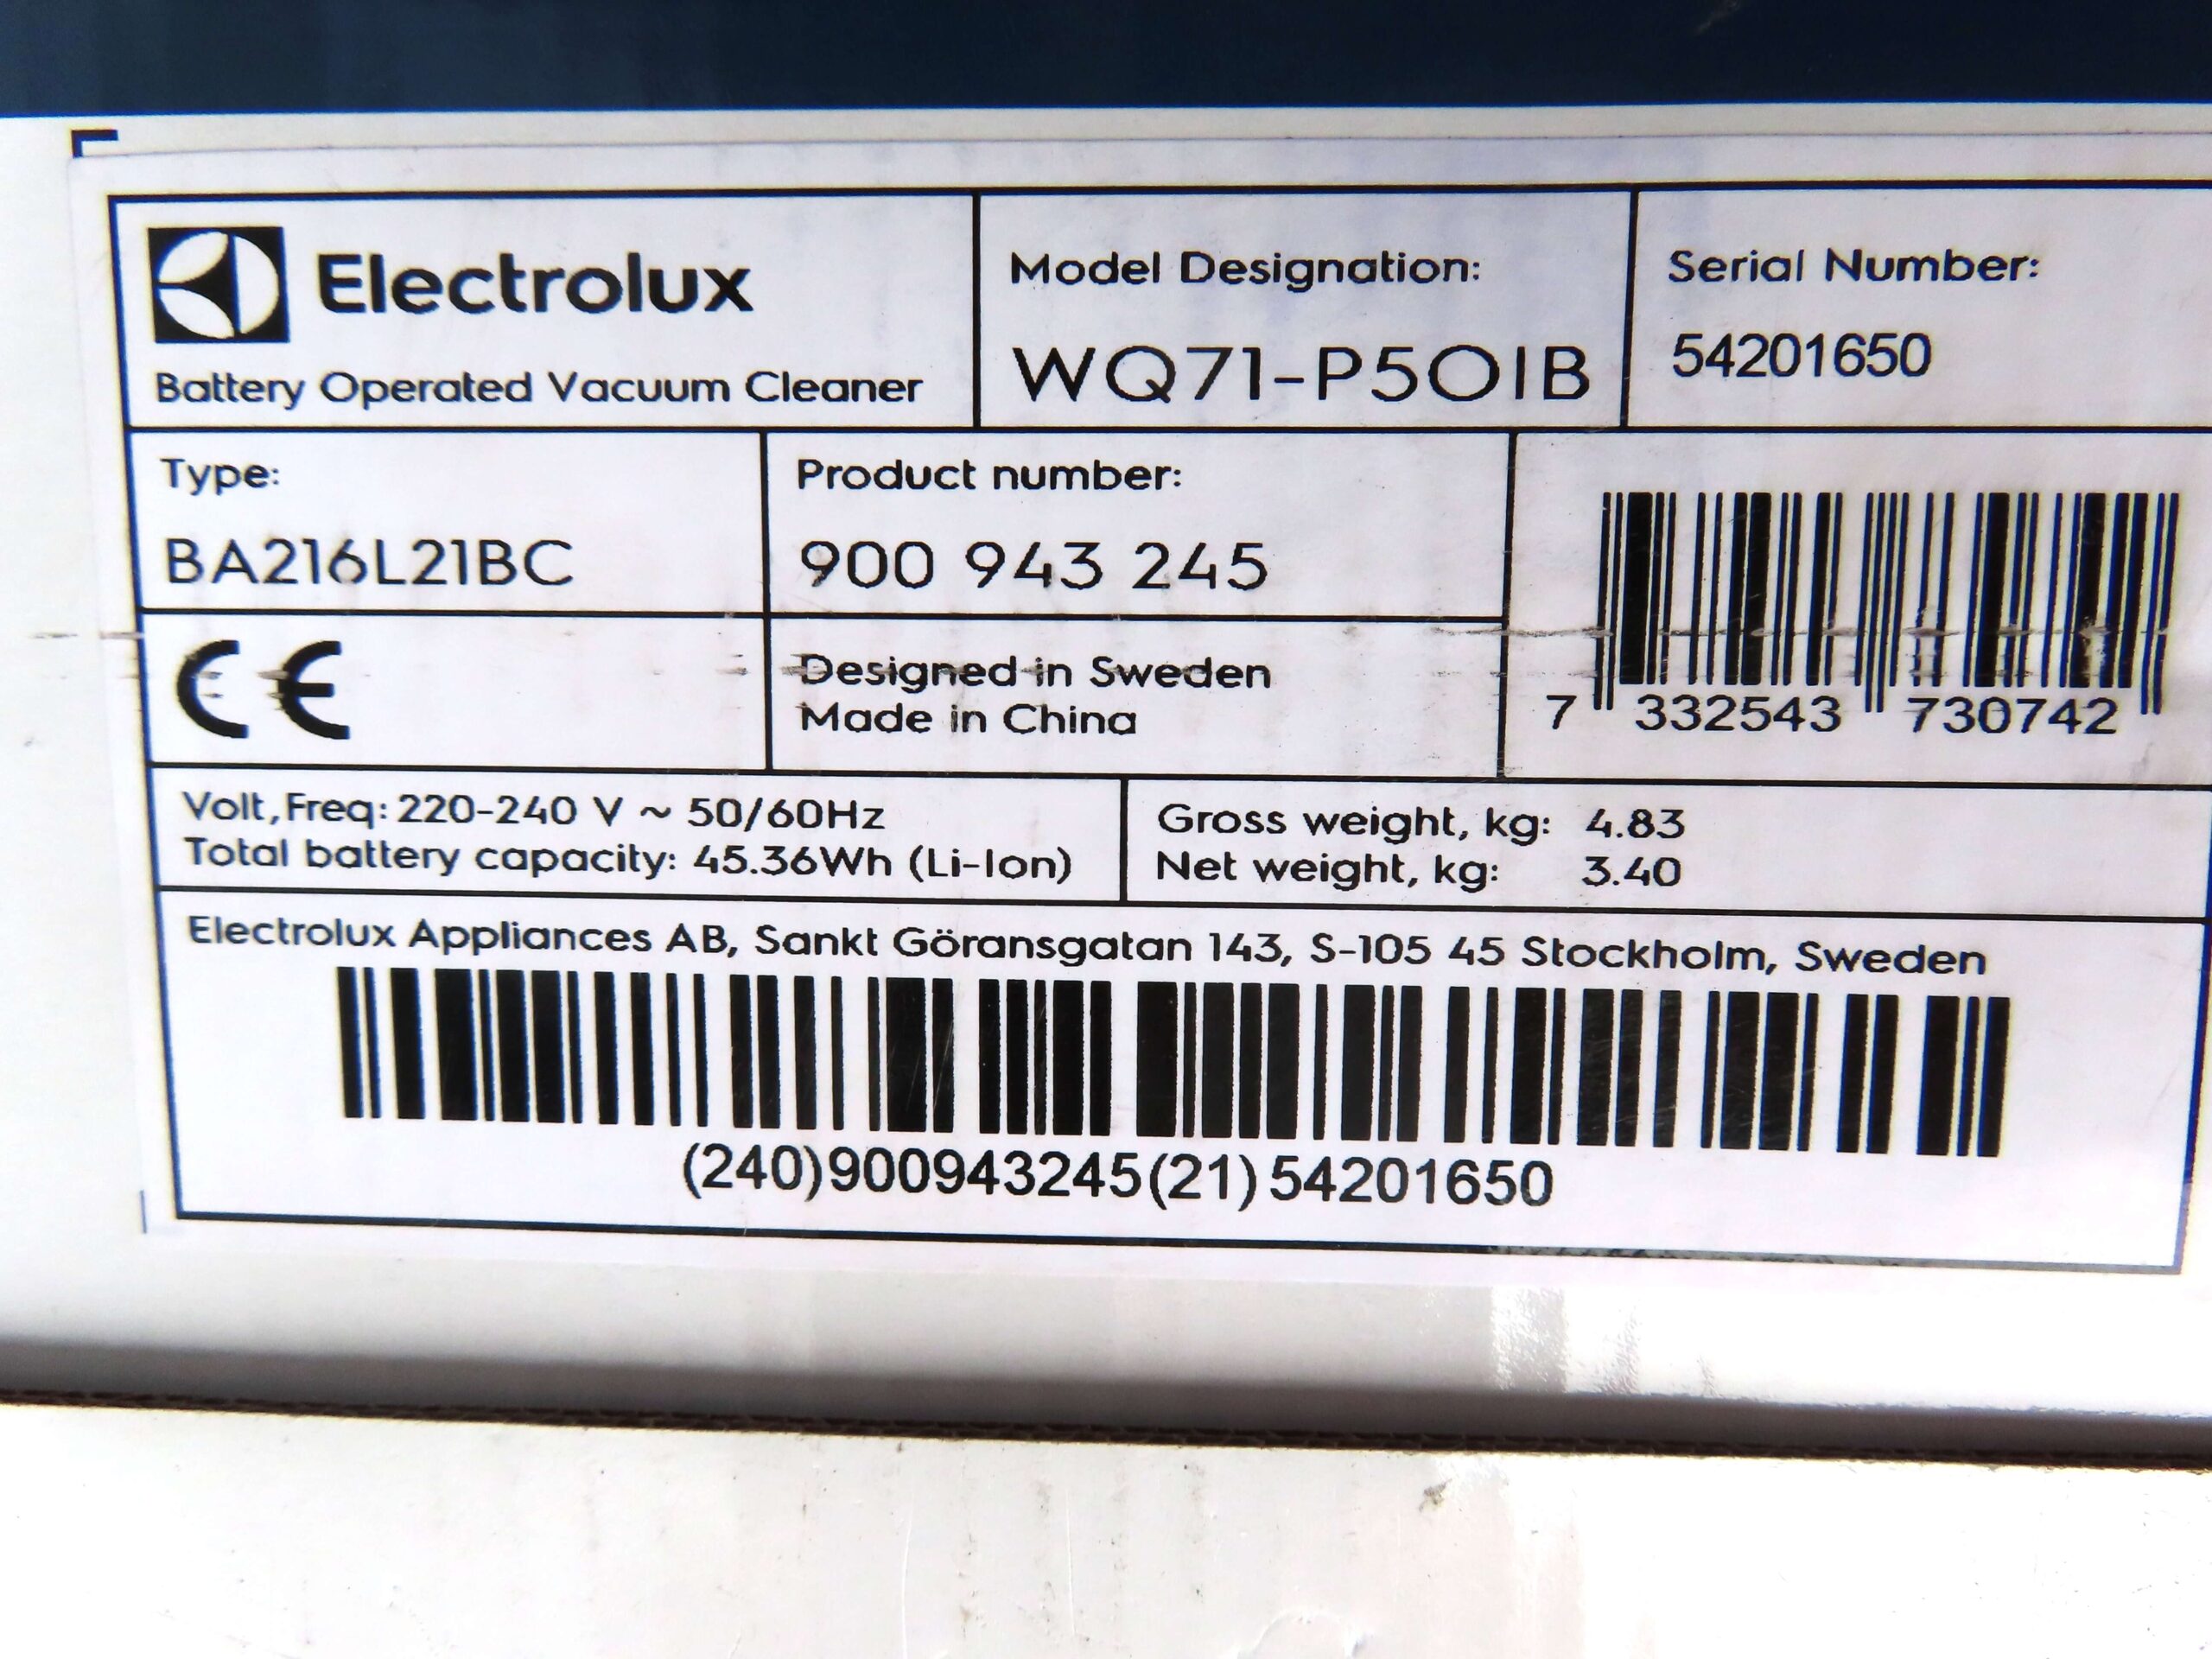 Electrolux
Battery Operated Vacuum Cleaner
Model Designation:
WQ71-P5OIB
Serial Number:
54201650
Type:
BA216L21BC
Product number:
900 943 245
CE
Designed in Sweden
Made in China
7 332543 730742
Volt, Freq: 220-240 V ~ 50/60Hz
Total battery capacity: 45.36Wh (Li-Ion)
Gross weight, kg: 4.83
Net weight, kg: 3.40
Electrolux Appliances AB, Sankt Göransgatan 143, S-105 45 Stockholm, Sweden
(240)900943245(21)54201650